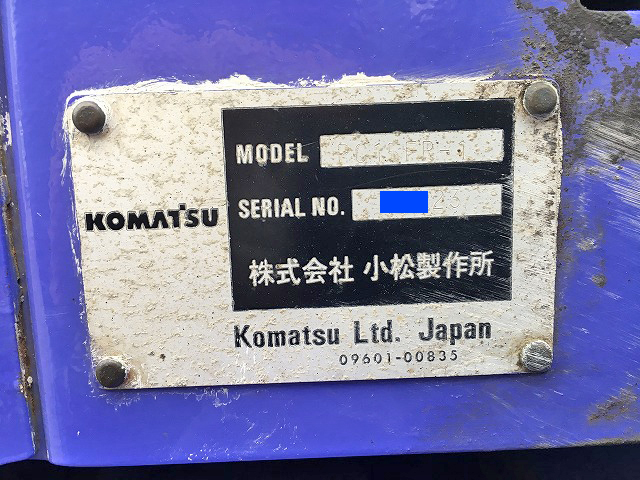 MODEL
SERIAL NO.
KOMATSU
株式会社 小松製作所
Komatsu Ltd. Japan
09601-00835